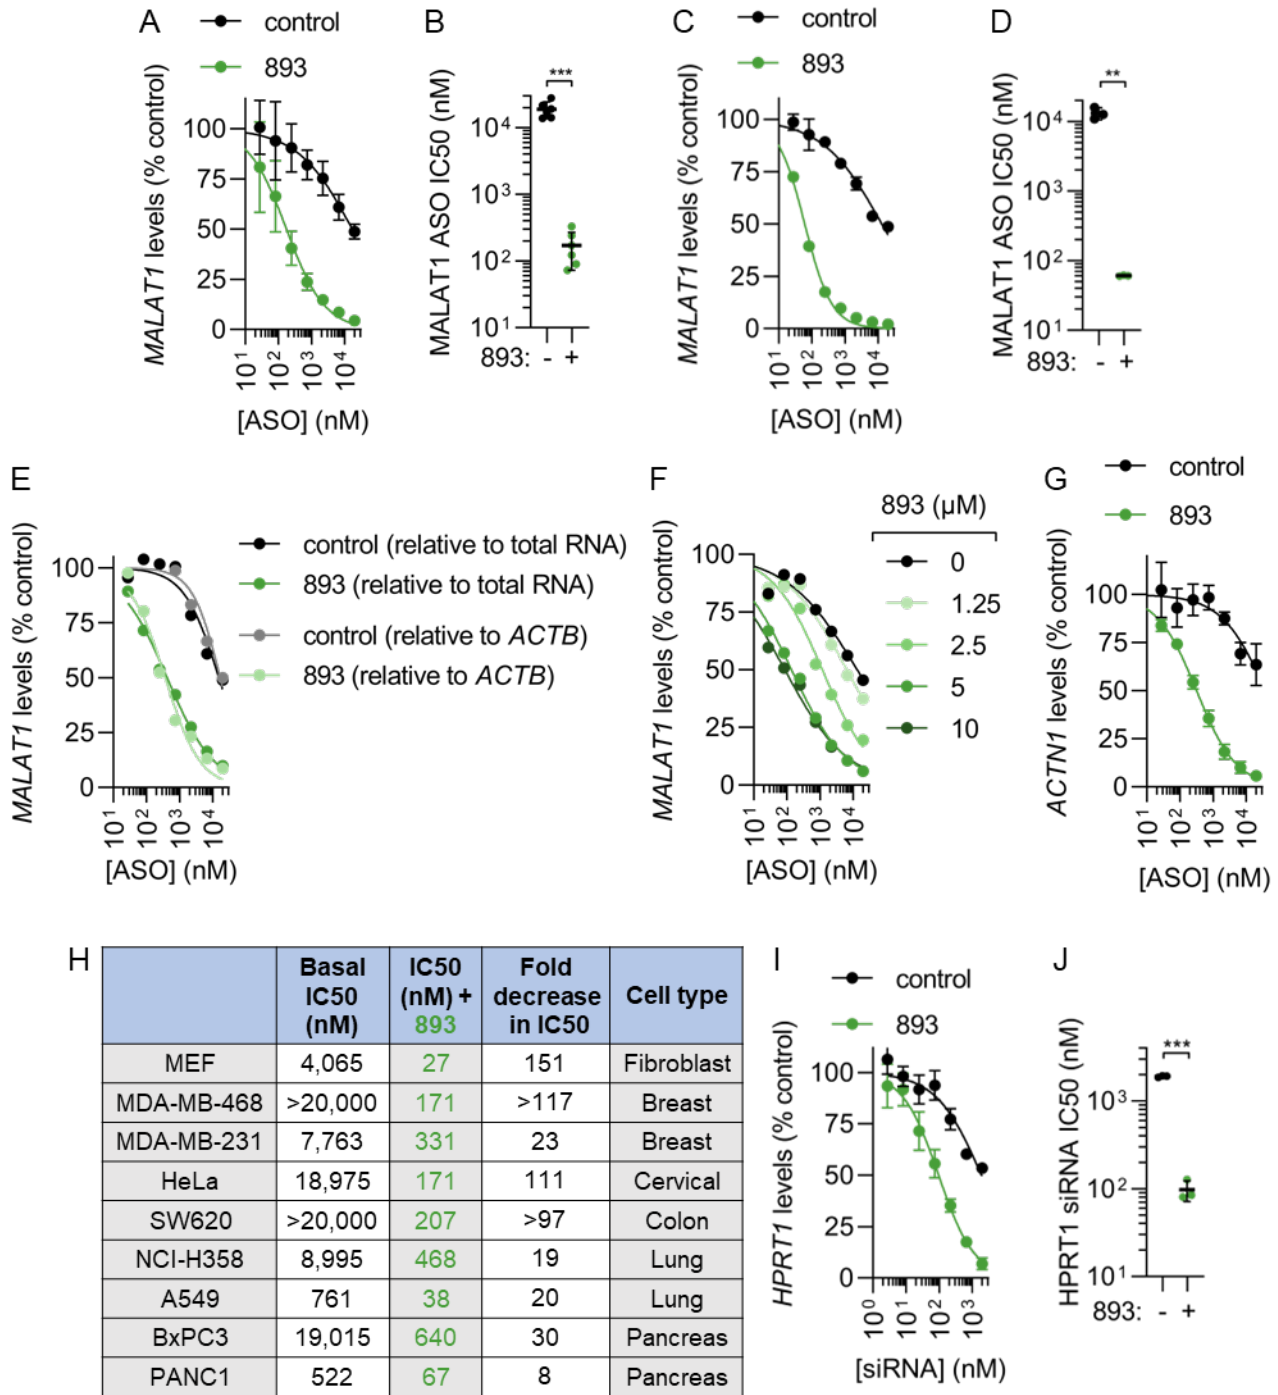 A
control
893
MALAT1 levels (% control)
100
75
50
25
0
10¹
10²
10³
10⁴
[ASO] (nM)
B
***
MALAT1 ASO IC50 (nM)
10⁴
10³
10²
10¹
893: - +
C
control
893
MALAT1 levels (% control)
100
75
50
25
0
10¹
10²
10³
10⁴
[ASO] (nM)
D
**
MALAT1 ASO IC50 (nM)
10⁴
10³
10²
10¹
893: - +
E
control (relative to total RNA)
893 (relative to total RNA)
control (relative to ACTB)
893 (relative to ACTB)
MALAT1 levels (% control)
100
75
50
25
0
10¹
10²
10³
10⁴
[ASO] (nM)
F
893 (µM)
0
1.25
2.5
5
10
MALAT1 levels (% control)
100
75
50
25
0
10¹
10²
10³
10⁴
[ASO] (nM)
G
control
893
ACTN1 levels (% control)
100
75
50
25
0
10¹
10²
10³
10⁴
[ASO] (nM)
H
Basal IC50 (nM) IC50 (nM) + 893 Fold decrease in IC50 Cell type
MEF 4,065 27 151 Fibroblast
MDA-MB-468 >20,000 171 >117 Breast
MDA-MB-231 7,763 331 23 Breast
HeLa 18,975 171 111 Cervical
SW620 >20,000 207 >97 Colon
NCI-H358 8,995 468 19 Lung
A549 761 38 20 Lung
BxPC3 19,015 640 30 Pancreas
PANC1 522 67 8 Pancreas
I
control
893
HPRT1 levels (% control)
100
75
50
25
0
10⁰
10¹
10²
10³
[siRNA] (nM)
J
***
HPRT1 siRNA IC50 (nM)
10³
10²
10¹
893: - +